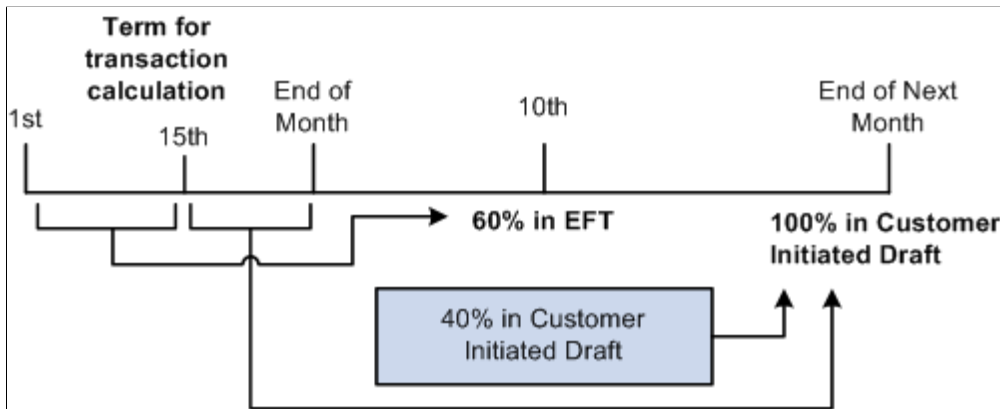 Term for
transaction
calculation
1st
15th
End of
Month
10th
End of Next
Month
60% in EFT
100% in Customer
Initiated Draft
40% in Customer
Initiated Draft